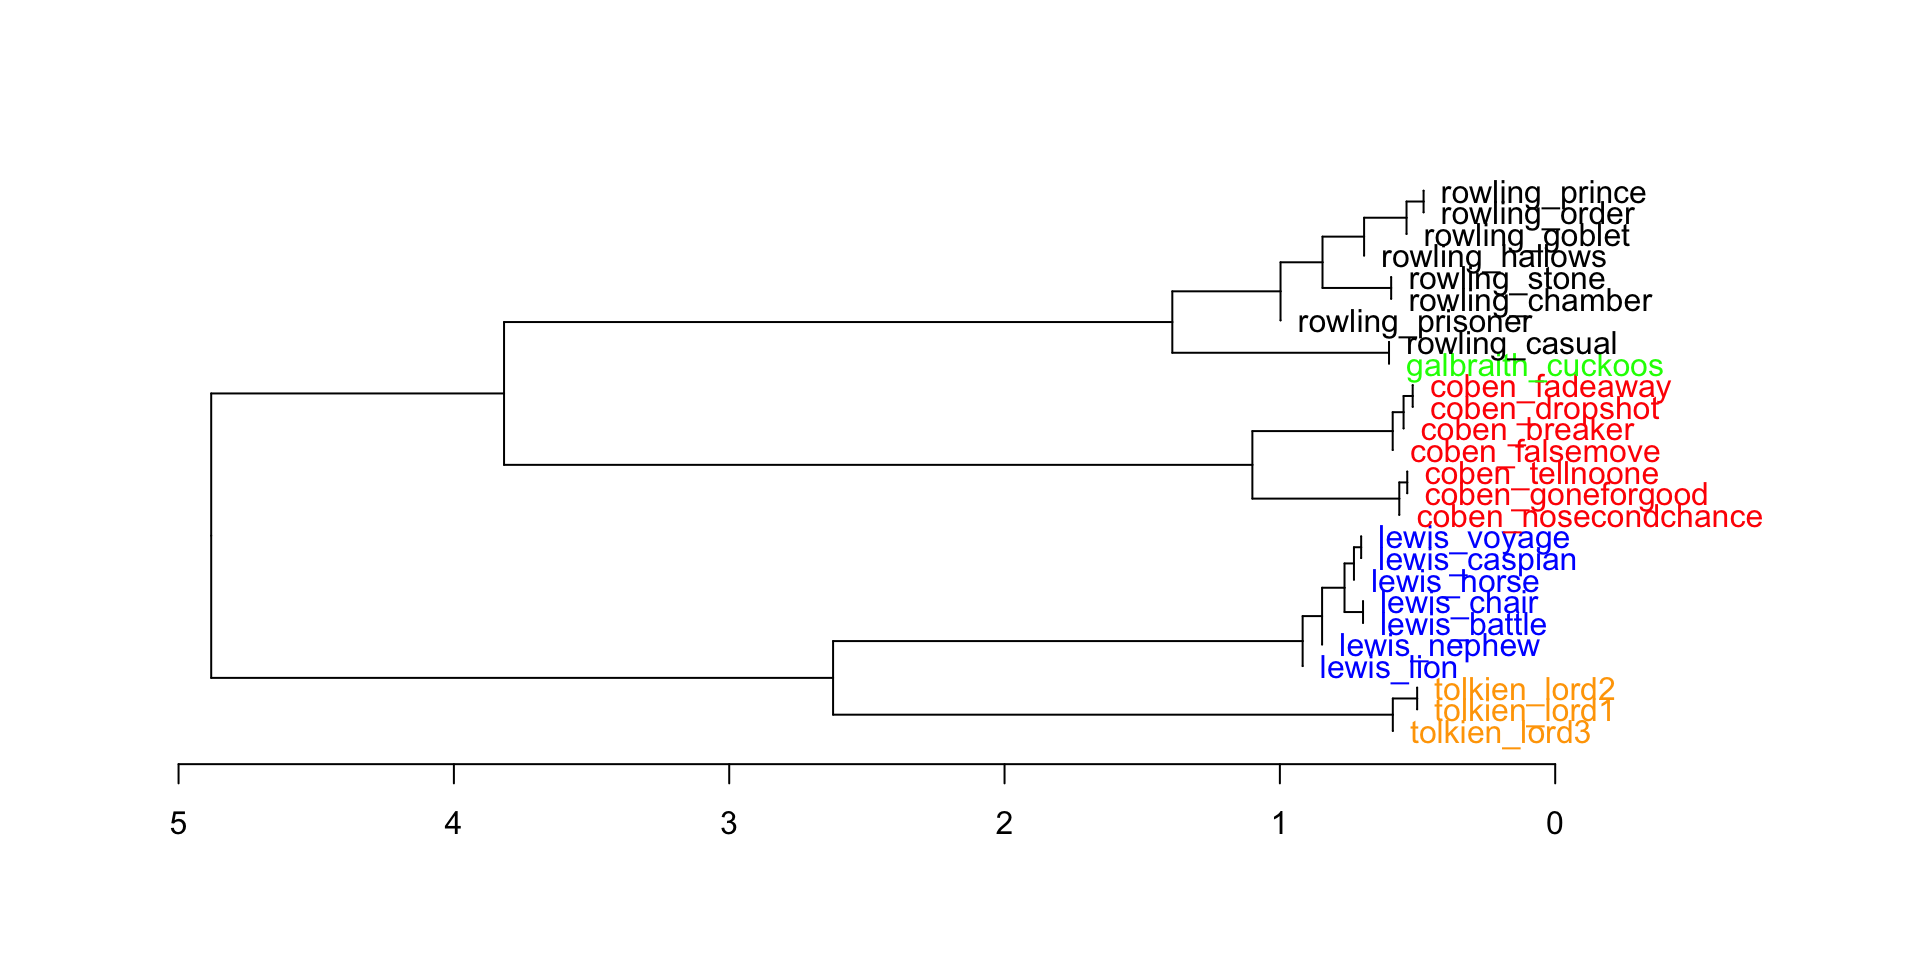 rowling_prince
rowling_order
rowling_goblet
rowling_hallows
rowling_stone
rowling_chamber
rowling_prisoner
rowling_casual
galbraith_cuckoos
coben_fadeaway
coben_dropshot
coben_breaker
coben_falsemove
coben_tellnoone
coben_goneforgood
coben_nosecondchance
lewis_voyage
lewis_caspian
lewis_horse
lewis_chair
lewis_battle
lewis_nephew
lewis_lion
tolkien_lord2
tolkien_lord1
tolkien_lord3
5 4 3 2 1 0